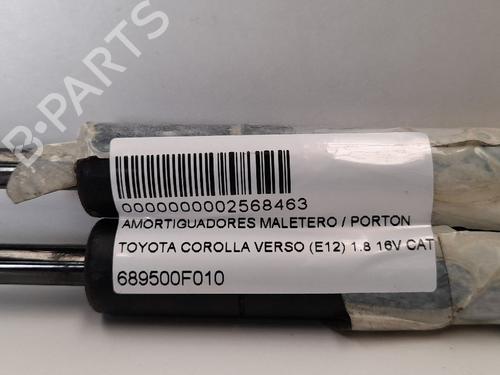 B-PARTS
0000000002568463
AMORTIGUADORES MALETERO / PORTON
TOYOTA COROLLA VERSO (E12) 1.8 16V CAT
689500F010